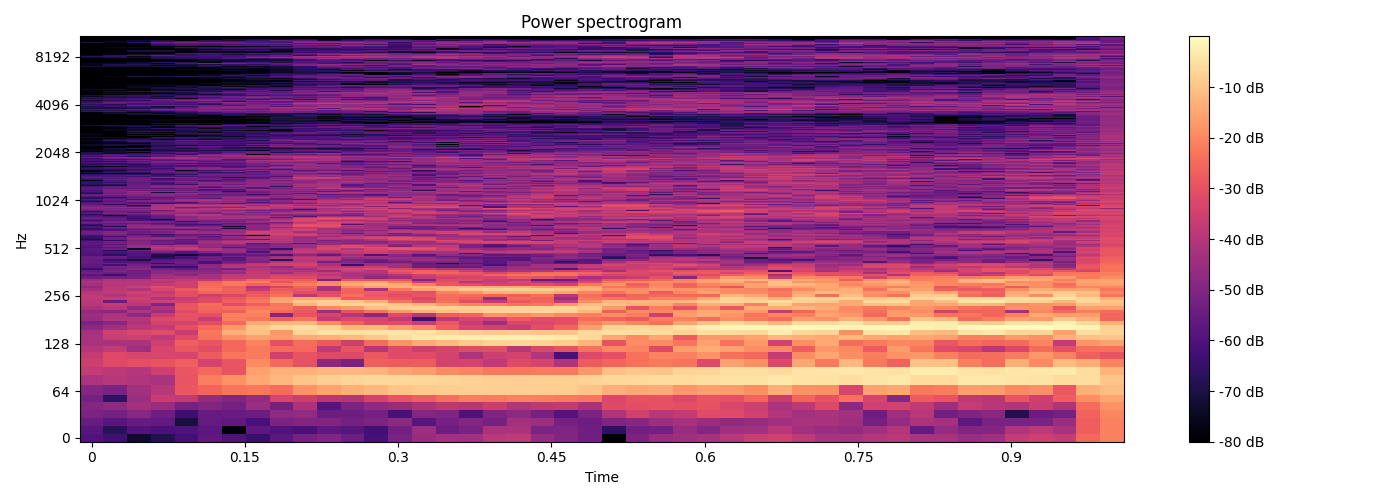 Power spectrogram
Hz
8192
4096
2048
1024
512
256
128
64
0
0 0.15 0.3 0.45 0.6 0.75 0.9
Time
-10 dB
-20 dB
-30 dB
-40 dB
-50 dB
-60 dB
-70 dB
-80 dB